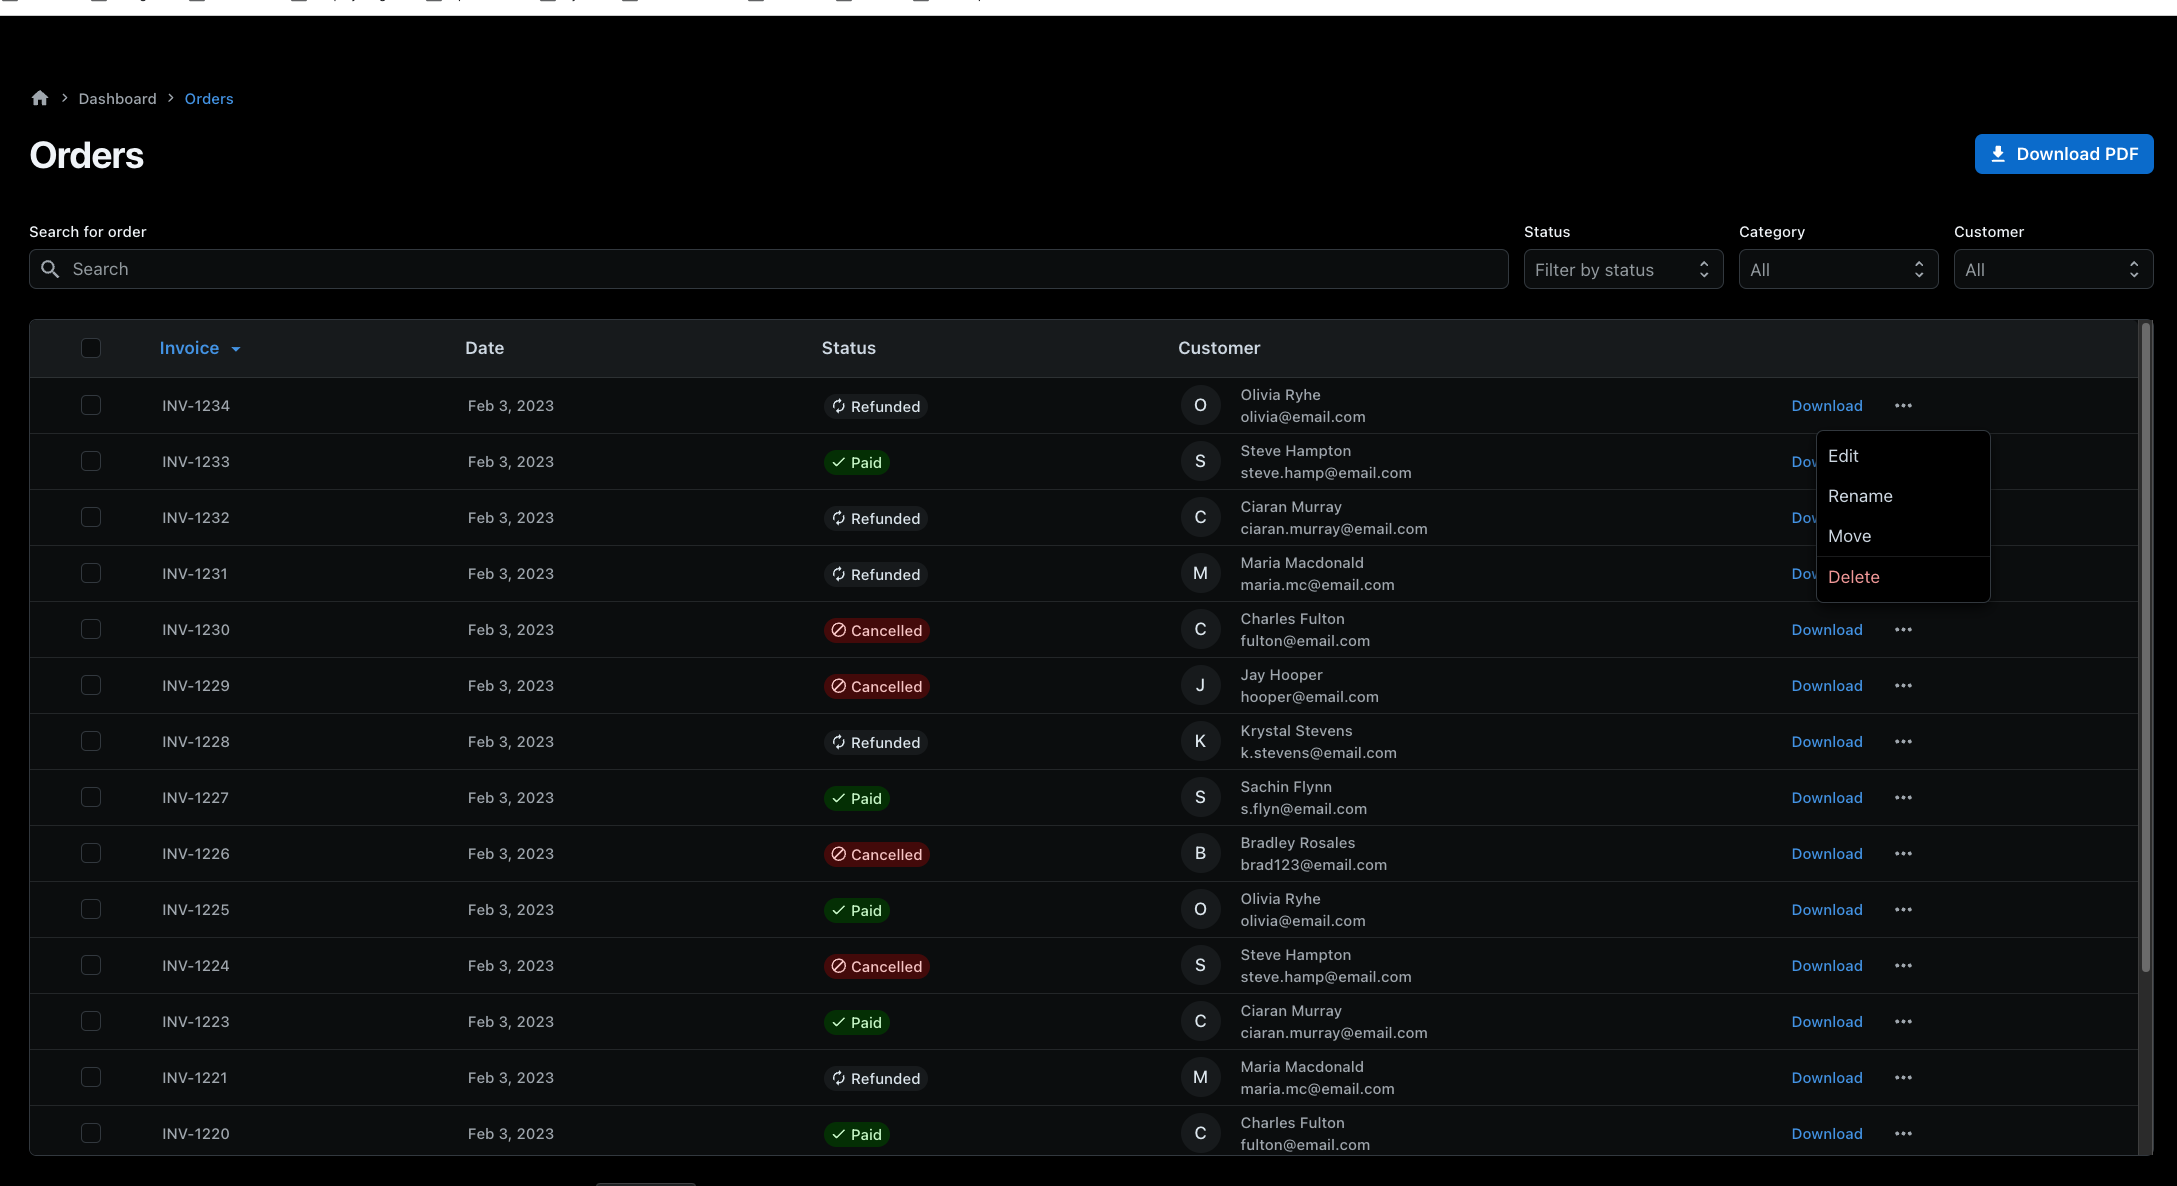 Dashboard Orders
Orders
Download PDF
Search for order
Status
Category
Customer
Search
Filter by status
All
All
Invoice Date Status Customer
INV-1234 Feb 3, 2023 Refunded O Olivia Ryhe Download
olivia@email.com
INV-1233 Feb 3, 2023 Paid S Steve Hampton
steve.hamp@email.com
INV-1232 Feb 3, 2023 Refunded C Ciaran Murray
ciaran.murray@email.com
INV-1231 Feb 3, 2023 Refunded M Maria Macdonald
maria.mc@email.com
Edit
Rename
Move
Delete
INV-1230 Feb 3, 2023 Cancelled C Charles Fulton Download
fulton@email.com
INV-1229 Feb 3, 2023 Cancelled J Jay Hooper Download
hooper@email.com
INV-1228 Feb 3, 2023 Refunded K Krystal Stevens Download
k.stevens@email.com
INV-1227 Feb 3, 2023 Paid S Sachin Flynn Download
s.flyn@email.com
INV-1226 Feb 3, 2023 Cancelled B Bradley Rosales Download
brad123@email.com
INV-1225 Feb 3, 2023 Paid O Olivia Ryhe Download
olivia@email.com
INV-1224 Feb 3, 2023 Cancelled S Steve Hampton Download
steve.hamp@email.com
INV-1223 Feb 3, 2023 Paid C Ciaran Murray Download
ciaran.murray@email.com
INV-1221 Feb 3, 2023 Refunded M Maria Macdonald Download
maria.mc@email.com
INV-1220 Feb 3, 2023 Paid C Charles Fulton Download
fulton@email.com